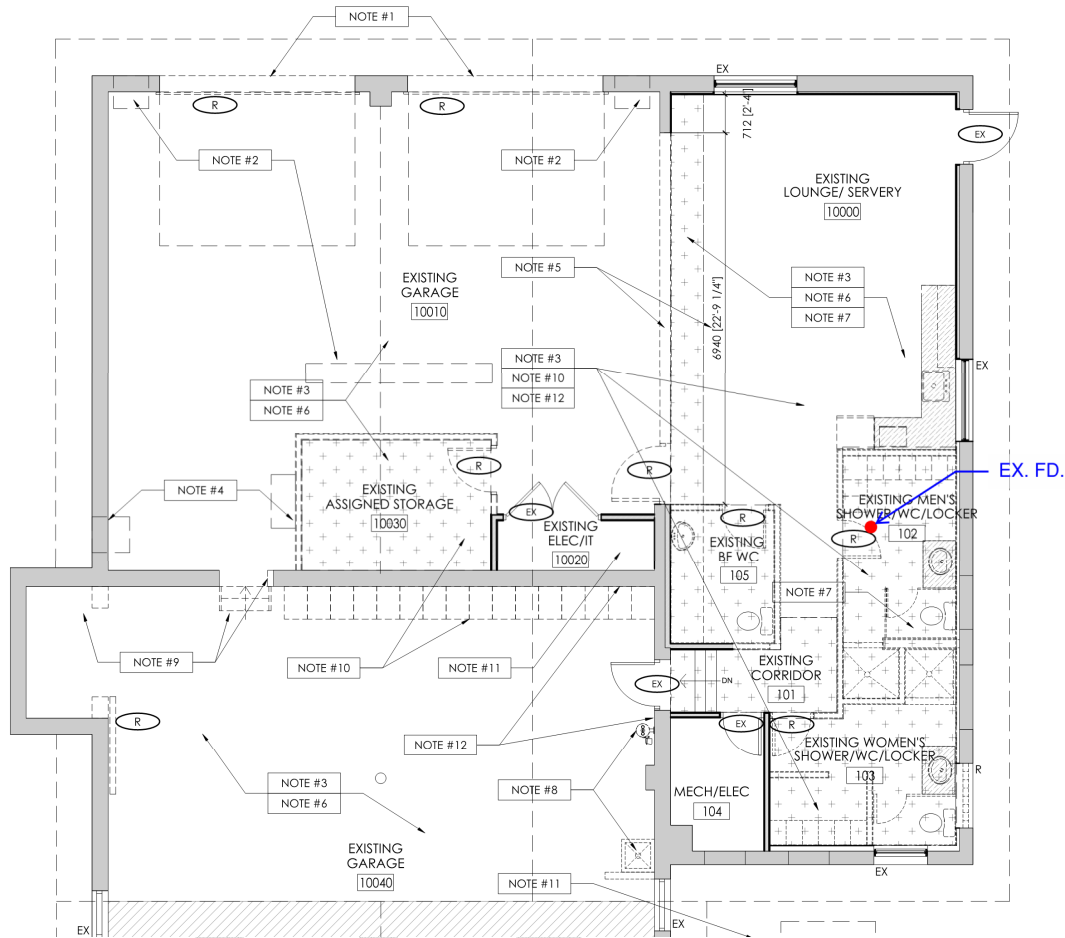 NOTE #1
EX
R
R
712 [2'-4"]
EX
NOTE #2
NOTE #2
EXISTING
LOUNGE/ SERVERY
10000
NOTE #5
EXISTING
GARAGE
10010
NOTE #3
NOTE #6
NOTE #7
6940 [22'-9 1/4"]
NOTE #3
NOTE #10
NOTE #12
EX
NOTE #3
NOTE #6
R
R
EX. FD.
NOTE #4
EXISTING
ASSIGNED STORAGE
10030
EX
EXISTING
ELEC/IT
10020
R
EXISTING
BF WC
105
EXISTING MEN'S
SHOWER/WC/LOCKER
102
R
NOTE #7
NOTE #9
NOTE #10
NOTE #11
EXISTING
CORRIDOR
101
DN
EX
R
EX
R
NOTE #12
EXISTING WOMEN'S
SHOWER/WC/LOCKER
103
R
NOTE #3
NOTE #6
NOTE #8
MECH/ELEC
104
EXISTING
GARAGE
10040
EX
NOTE #11
EX
EX